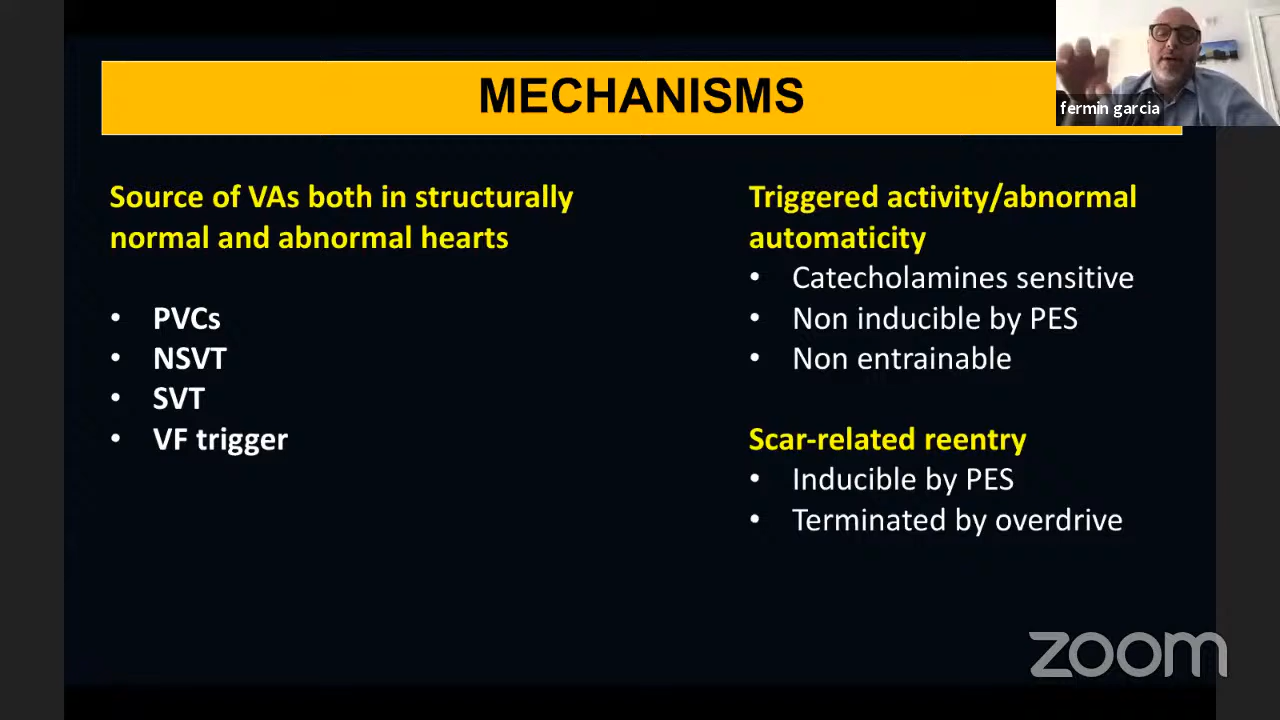 MECHANISMS
fermin garcia
Source of VAs both in structurally
normal and abnormal hearts
• PVCs
• NSVT
• SVT
• VF trigger
Triggered activity/abnormal
automaticity
• Catecholamines sensitive
• Non inducible by PES
• Non entrainable
Scar-related reentry
• Inducible by PES
• Terminated by overdrive
zoom